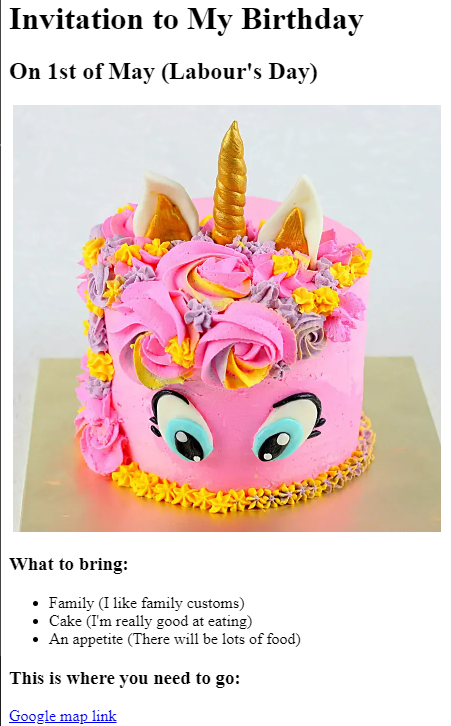 Invitation to My Birthday
On 1st of May (Labour's Day)
What to bring:
Family (I like family customs)
Cake (I'm really good at eating)
An appetite (There will be lots of food)
This is where you need to go:
Google map link